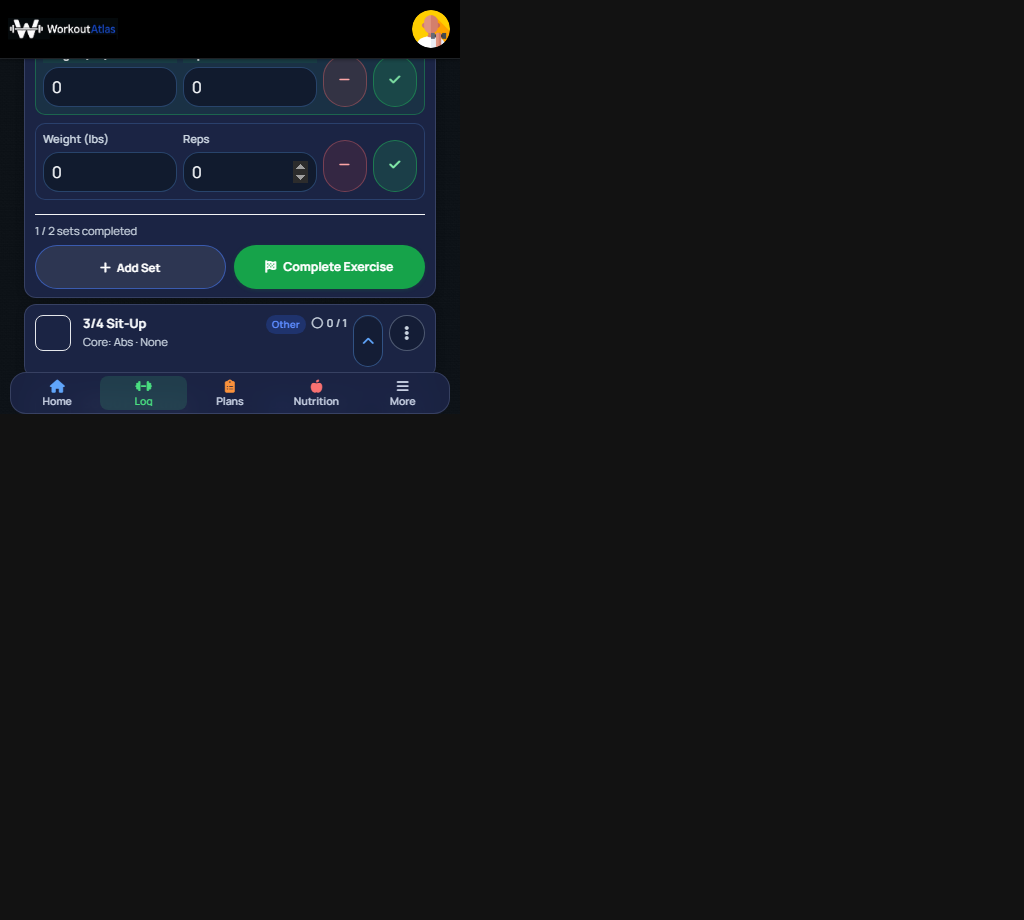 WorkoutAtlas
0
0
Weight (lbs)
Reps
0
0
1 / 2 sets completed
Add Set
Complete Exercise
3/4 Sit-Up
Other
0 / 1
Core: Abs · None
Home
Log
Plans
Nutrition
More